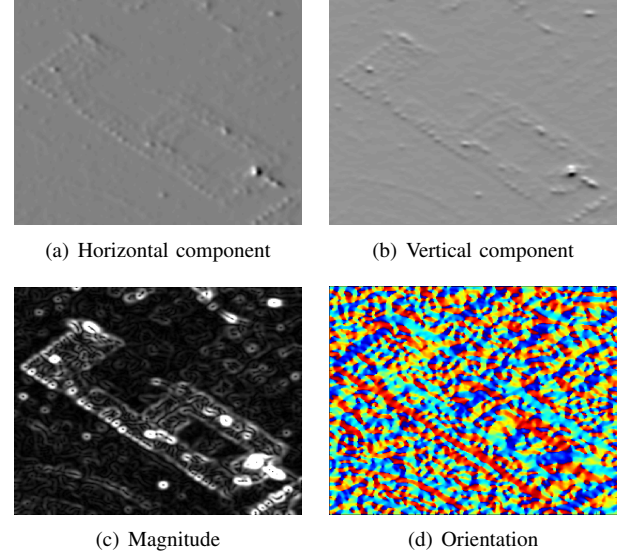 (a) Horizontal component
(b) Vertical component
(c) Magnitude
(d) Orientation